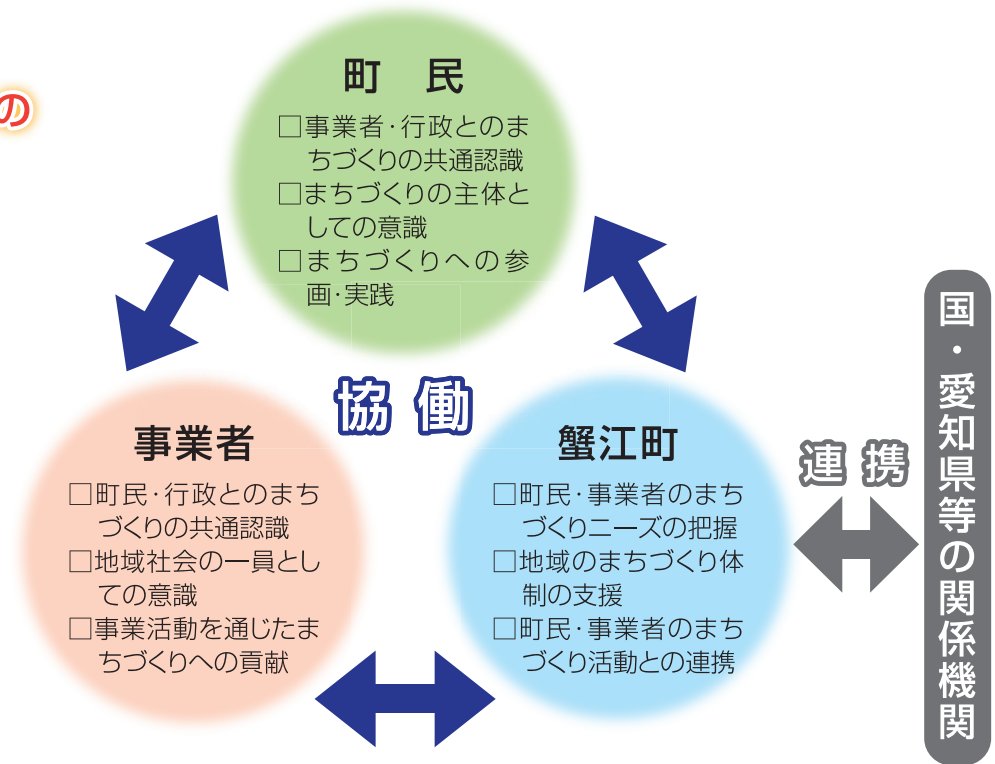 の
町 民
□事業者・行政とのま
ちづくりの共通認識
□まちづくりの主体と
しての意識
□まちづくりへの参
画・実践
協 働
事業者
□町民・行政とのまち
づくりの共通認識
□地域社会の一員とし
ての意識
□事業活動を通じたま
ちづくりへの貢献
蟹江町
□町民・事業者のまち
づくりニーズの把握
□地域のまちづくり体
制の支援
□町民・事業者のまち
づくり活動との連携
連 携
国・愛知県等の関係機関